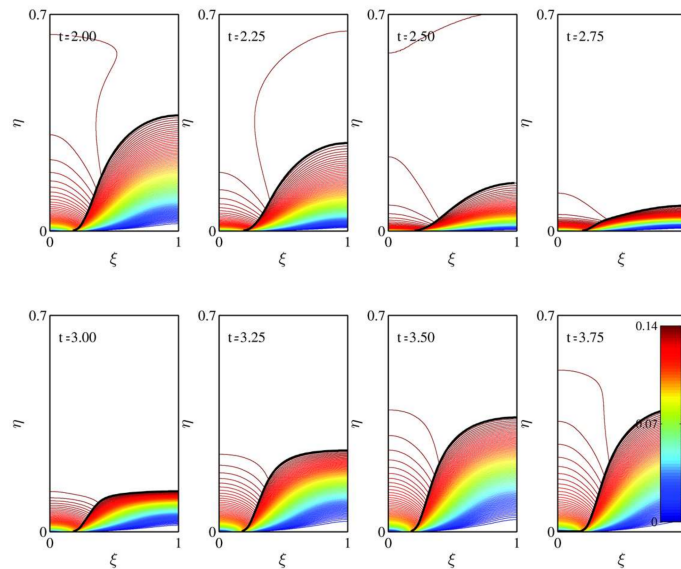 0.7 0.7 0.7 0.7
t=2.00 t=2.25 t=2.50 t=2.75
η η η η
0 0 0 0
0 1 0 1 0 1 0 1
ξ ξ ξ ξ
0.7 0.7 0.7 0.7
t=3.00 t=3.25 t=3.50 t=3.75 0.14
η η η η 0.07
0 0 0 0 0
0 1 0 1 0 1 0 1
ξ ξ ξ ξ